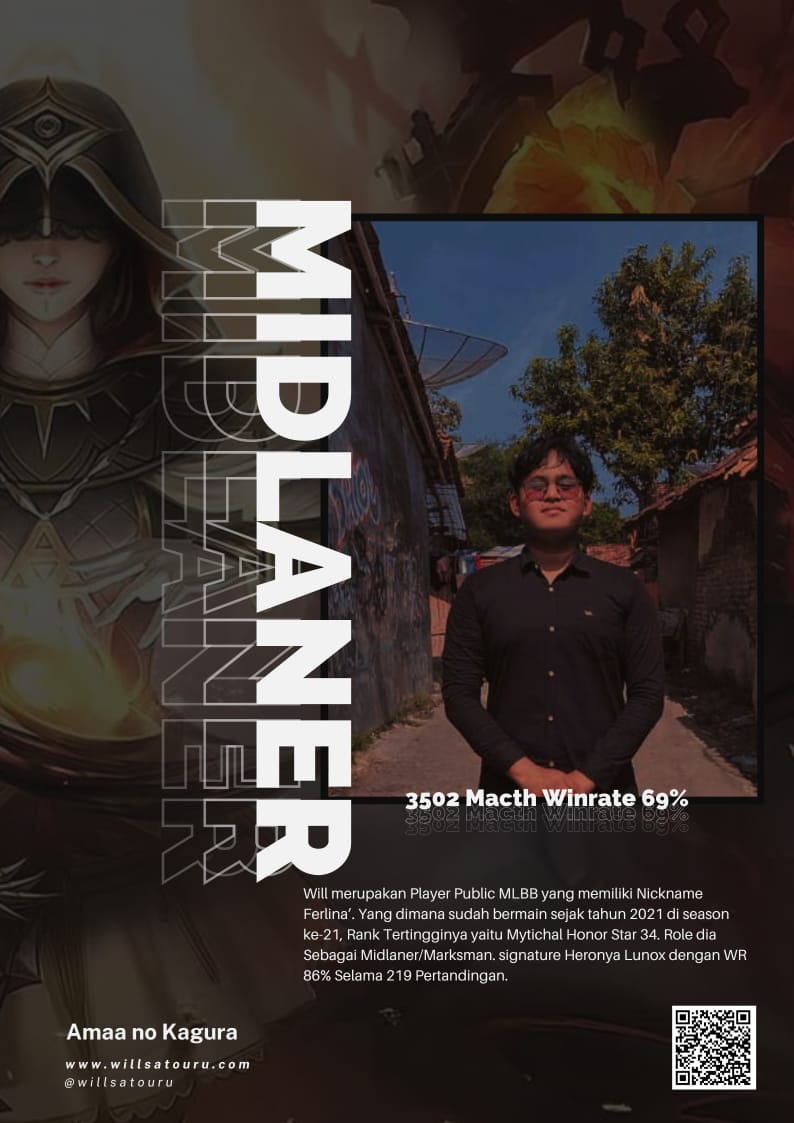 MIDLANER
3502 Macth Winrate 69%
Will merupakan Player Public MLBB yang memiliki Nickname
Ferlina’. Yang dimana sudah bermain sejak tahun 2021 di season
ke-21, Rank Tertingginya yaitu Mytichal Honor Star 34. Role dia
Sebagai Midlaner/Marksman. signature Heronya Lunox dengan WR
86% Selama 219 Pertandingan.
Amaa no Kagura
www.willsatouru.com
@willsatouru